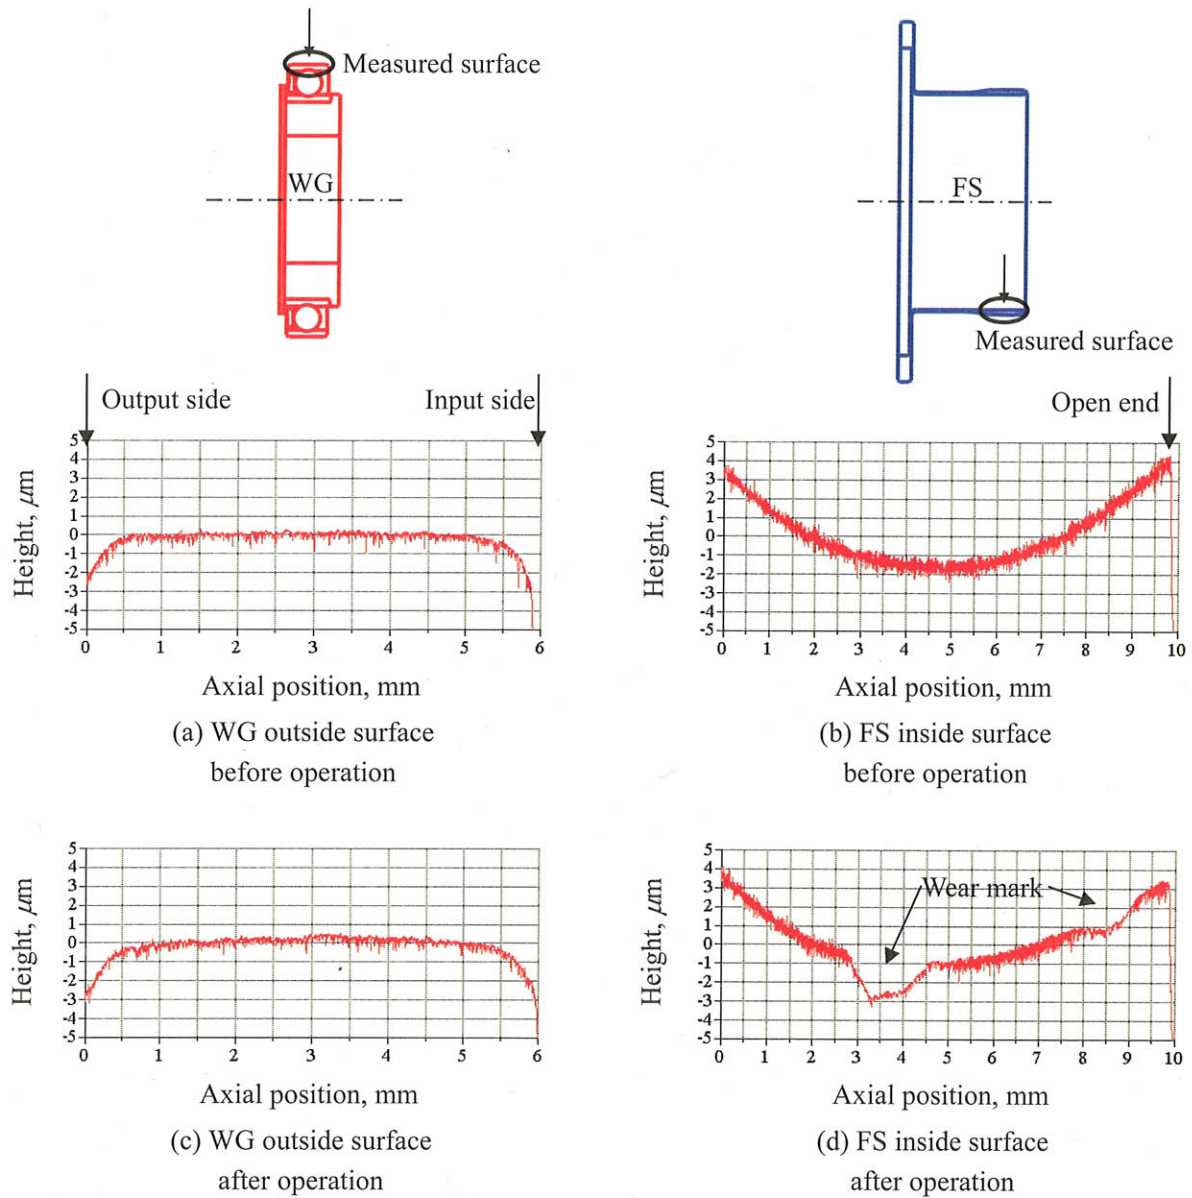 Measured surface
WG
FS
Measured surface
Output side
Input side
Open end
5
4
3
2
1
0
-1
-2
-3
-4
-5
Height, μm
0 1 2 3 4 5 6
Axial position, mm
(a) WG outside surface
before operation
5
4
3
2
1
0
-1
-2
-3
-4
-5
Height, μm
0 1 2 3 4 5 6 7 8 9 10
Axial position, mm
(b) FS inside surface
before operation
5
4
3
2
1
0
-1
-2
-3
-4
-5
Height, μm
0 1 2 3 4 5 6
Axial position, mm
(c) WG outside surface
after operation
5
4
3
2
1
0
-1
-2
-3
-4
-5
Height, μm
Wear mark
0 1 2 3 4 5 6 7 8 9 10
Axial position, mm
(d) FS inside surface
after operation